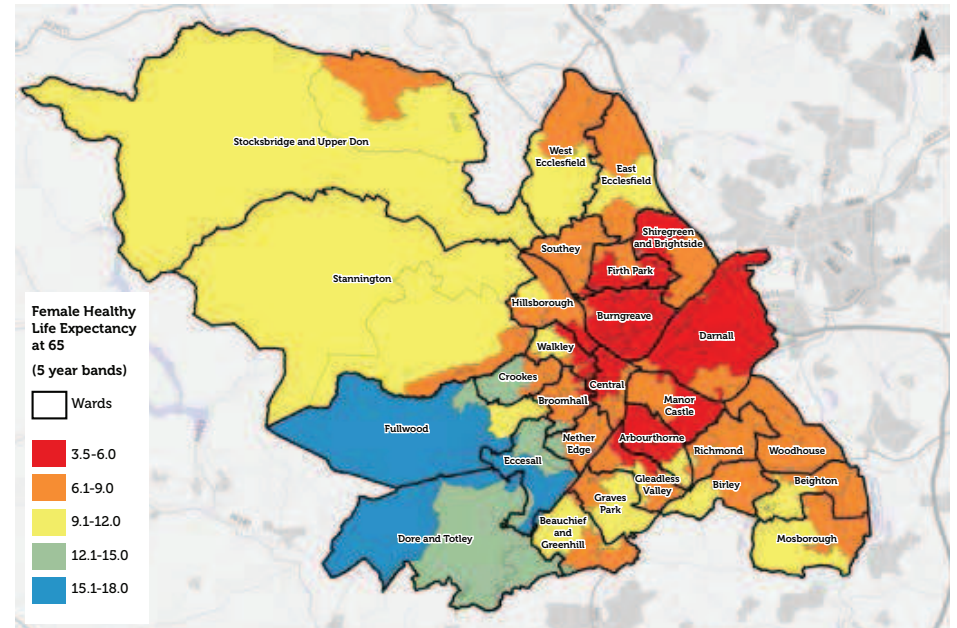 N
Stocksbridge and Upper Don
West
Ecclesfield
East
Ecclesfield
Shiregreen
and Brightside
Southey
Firth Park
Stannington
Hillsborough
Burngreave
Darnall
Walkley
Crookes
Central
Broomhall
Manor
Castle
Fullwood
Nether
Edge
Arbourthorne
Richmond
Woodhouse
Eccesall
Gleadless
Valley
Birley
Beighton
Graves
Park
Beauchief
and
Greenhill
Dore and Totley
Mosborough
Female Healthy
Life Expectancy
at 65
(5 year bands)
Wards
3.5-6.0
6.1-9.0
9.1-12.0
12.1-15.0
15.1-18.0